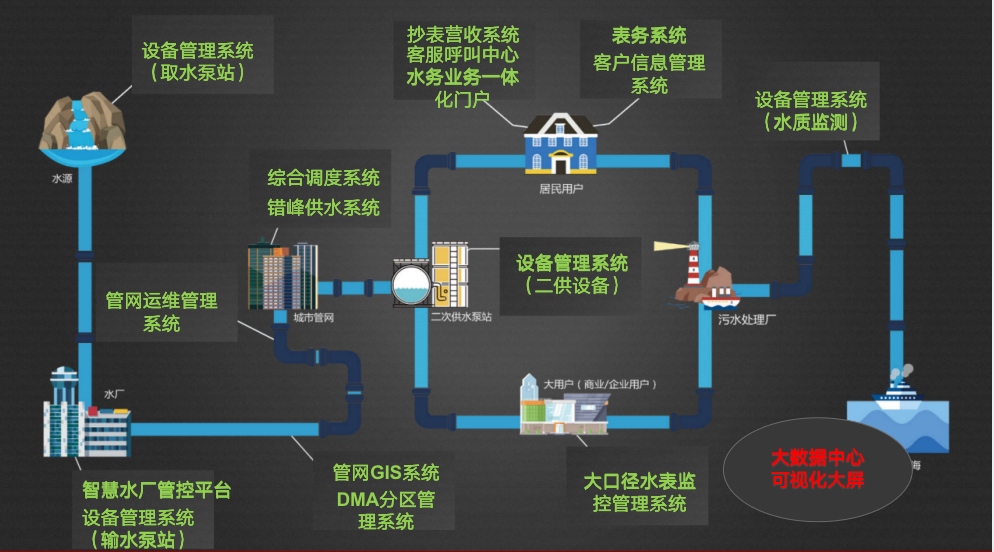 设备管理系统
（取水泵站）
抄表营收系统
客服呼叫中心
水务业务一体
化门户
表务系统
客户信息管理
系统
设备管理系统
（水质监测）
水源
综合调度系统
错峰供水系统
居民用户
设备管理系统
（二供设备）
管网运维管理
系统
城市管网
二次供水泵站
污水处理厂
水厂
大用户（商业/企业用户）
大数据中心
可视化大屏
海
智慧水厂管控平台
设备管理系统
（输水泵站）
管网GIS系统
DMA分区管
理系统
大口径水表监
控管理系统